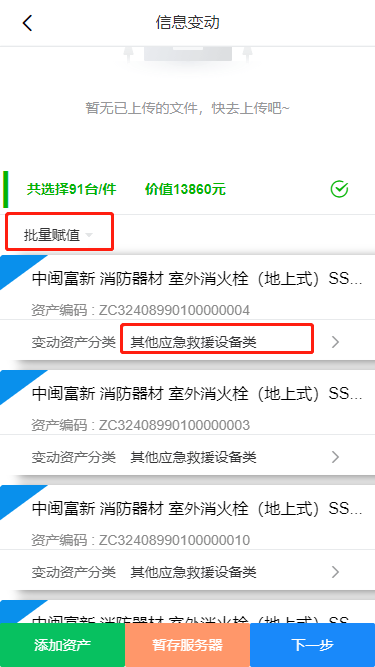 信息变动
暂无已上传的文件，快去上传吧~
共选择91台/件 价值13860元
批量赋值
中闽富新 消防器材 室外消火栓（地上式）SS...
资产编码 : ZC32408990100000004
变动资产分类 其他应急救援设备类
中闽富新 消防器材 室外消火栓（地上式）SS...
资产编码 : ZC32408990100000003
变动资产分类 其他应急救援设备类
中闽富新 消防器材 室外消火栓（地上式）SS...
资产编码 : ZC32408990100000010
变动资产分类 其他应急救援设备类
中闽富新 消防器材 室外消火栓（地上式）SS...
添加资产 暂存服务器 下一步